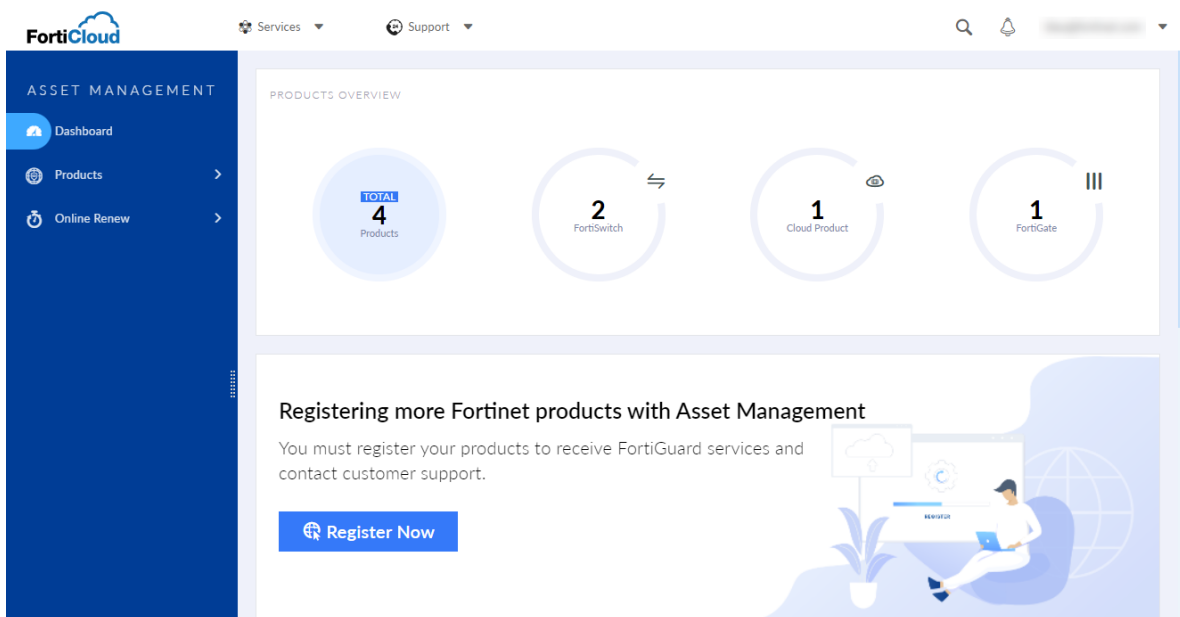 FortiCloud
Services
Support
ASSET MANAGEMENT
Dashboard
Products
Online Renew
PRODUCTS OVERVIEW
TOTAL
4
Products
2
FortiSwitch
1
Cloud Product
1
FortiGate
Registering more Fortinet products with Asset Management
You must register your products to receive FortiGuard services and
contact customer support.
Register Now
REGISTER